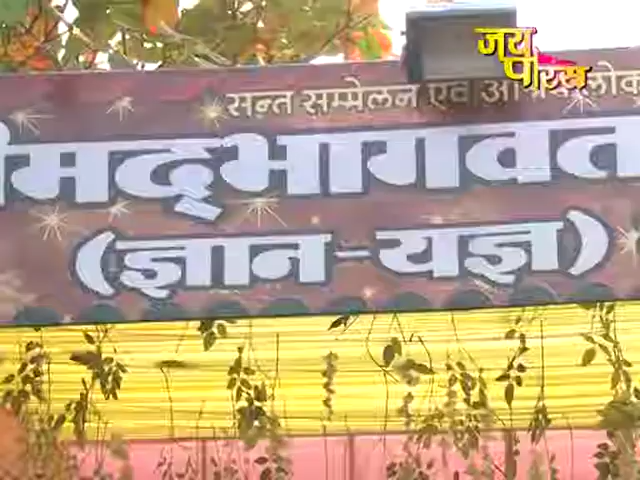 जय
पारस
सन्त सम्मेलन एवं
श्रीमद्भागवत
(ज्ञान-यज्ञ)